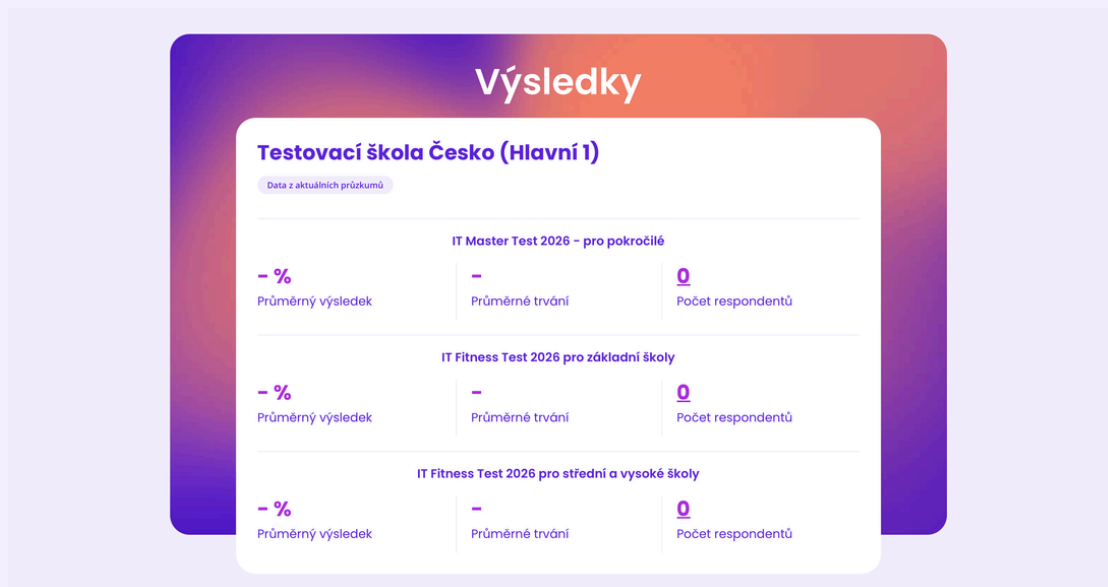 Výsledky
Testovací škola Česko (Hlavní 1)
Data z aktuálních průzkumů
IT Master Test 2026 - pro pokročilé
- %
Průměrný výsledek
-
Průměrné trvání
0
Počet respondentů
IT Fitness Test 2026 pro základní školy
- %
Průměrný výsledek
-
Průměrné trvání
0
Počet respondentů
IT Fitness Test 2026 pro střední a vysoké školy
- %
Průměrný výsledek
-
Průměrné trvání
0
Počet respondentů